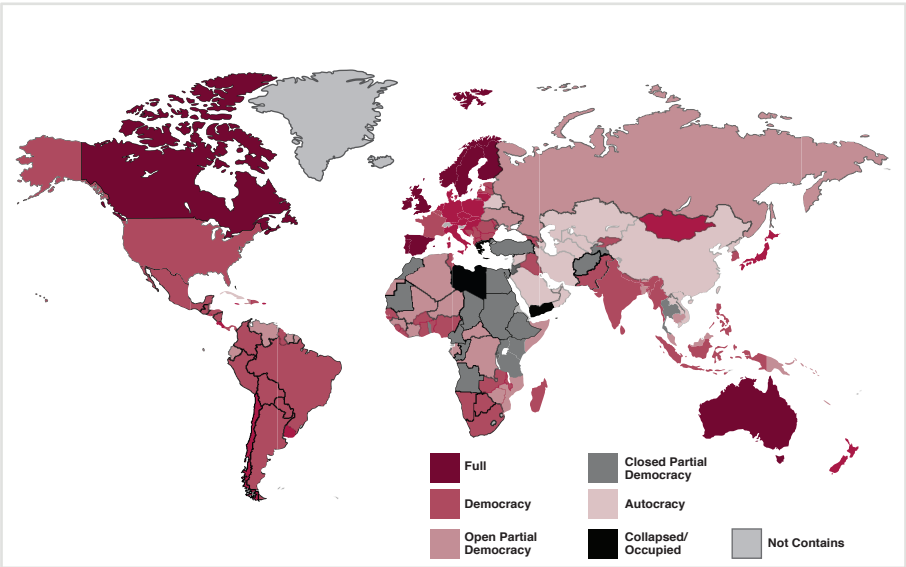 Full
Democracy
Open Partial
Democracy
Closed Partial
Democracy
Autocracy
Collapsed/
Occupied
Not Contains